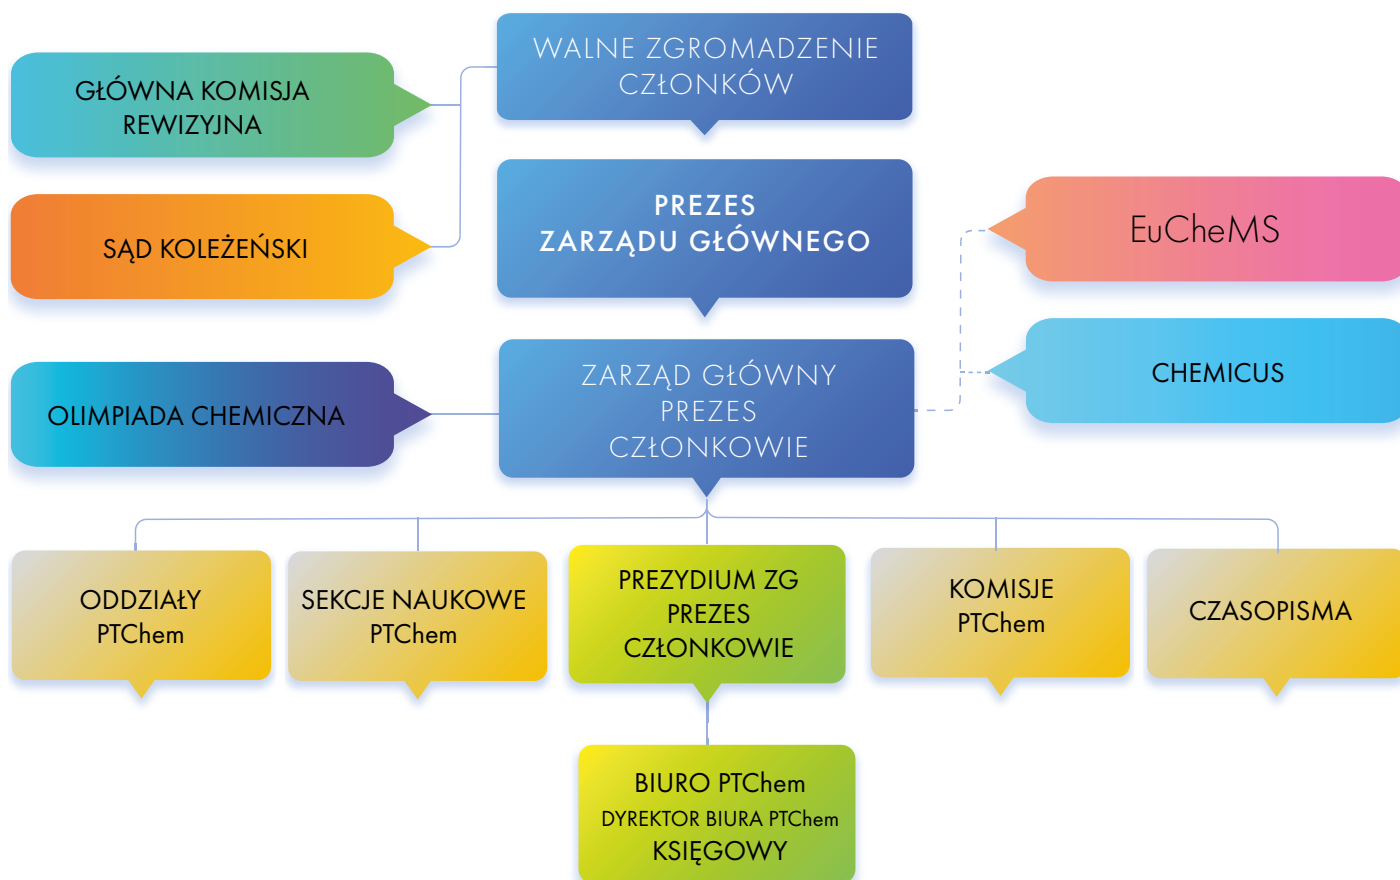 WALNE ZGROMADZENIE
CZŁONKÓW
GŁÓWNA KOMISJA
REWIZYJNA
PREZES
ZARZĄDU GŁÓWNEGO
SĄD KOLEŻEŃSKI
EuCheMS
ZARZĄD GŁÓWNY
PREZES
CZŁONKOWIE
OLIMPIADA CHEMICZNA
CHEMICUS
ODDZIAŁY
PTChem
SEKCJE NAUKOWE
PTChem
PREZYDIUM ZG
PREZES
CZŁONKOWIE
KOMISJE
PTChem
CZASOPISMA
BIURO PTChem
DYREKTOR BIURA PTChem
KSIĘGOWY